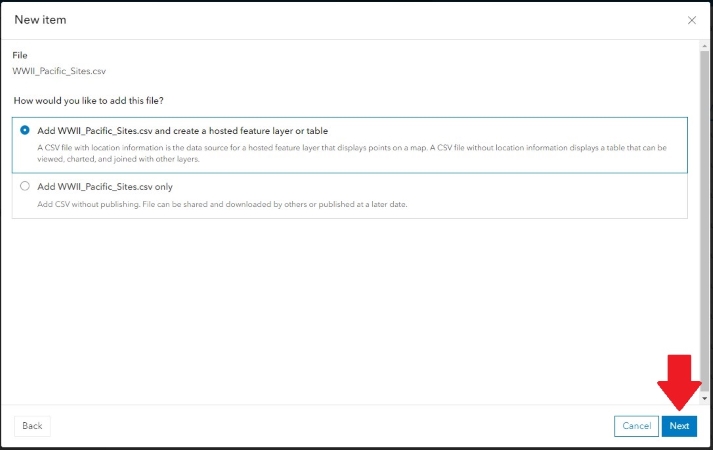 New item
File
WWII_Pacific_Sites.csv
How would you like to add this file?
Add WWII_Pacific_Sites.csv and create a hosted feature layer or table
A CSV file with location information is the data source for a hosted feature layer that displays points on a map. A CSV file without location information displays a table that can be
viewed, charted, and joined with other layers.
Add WWII_Pacific_Sites.csv only
Add CSV without publishing. File can be shared and downloaded by others or published at a later date.
Back
Cancel
Next